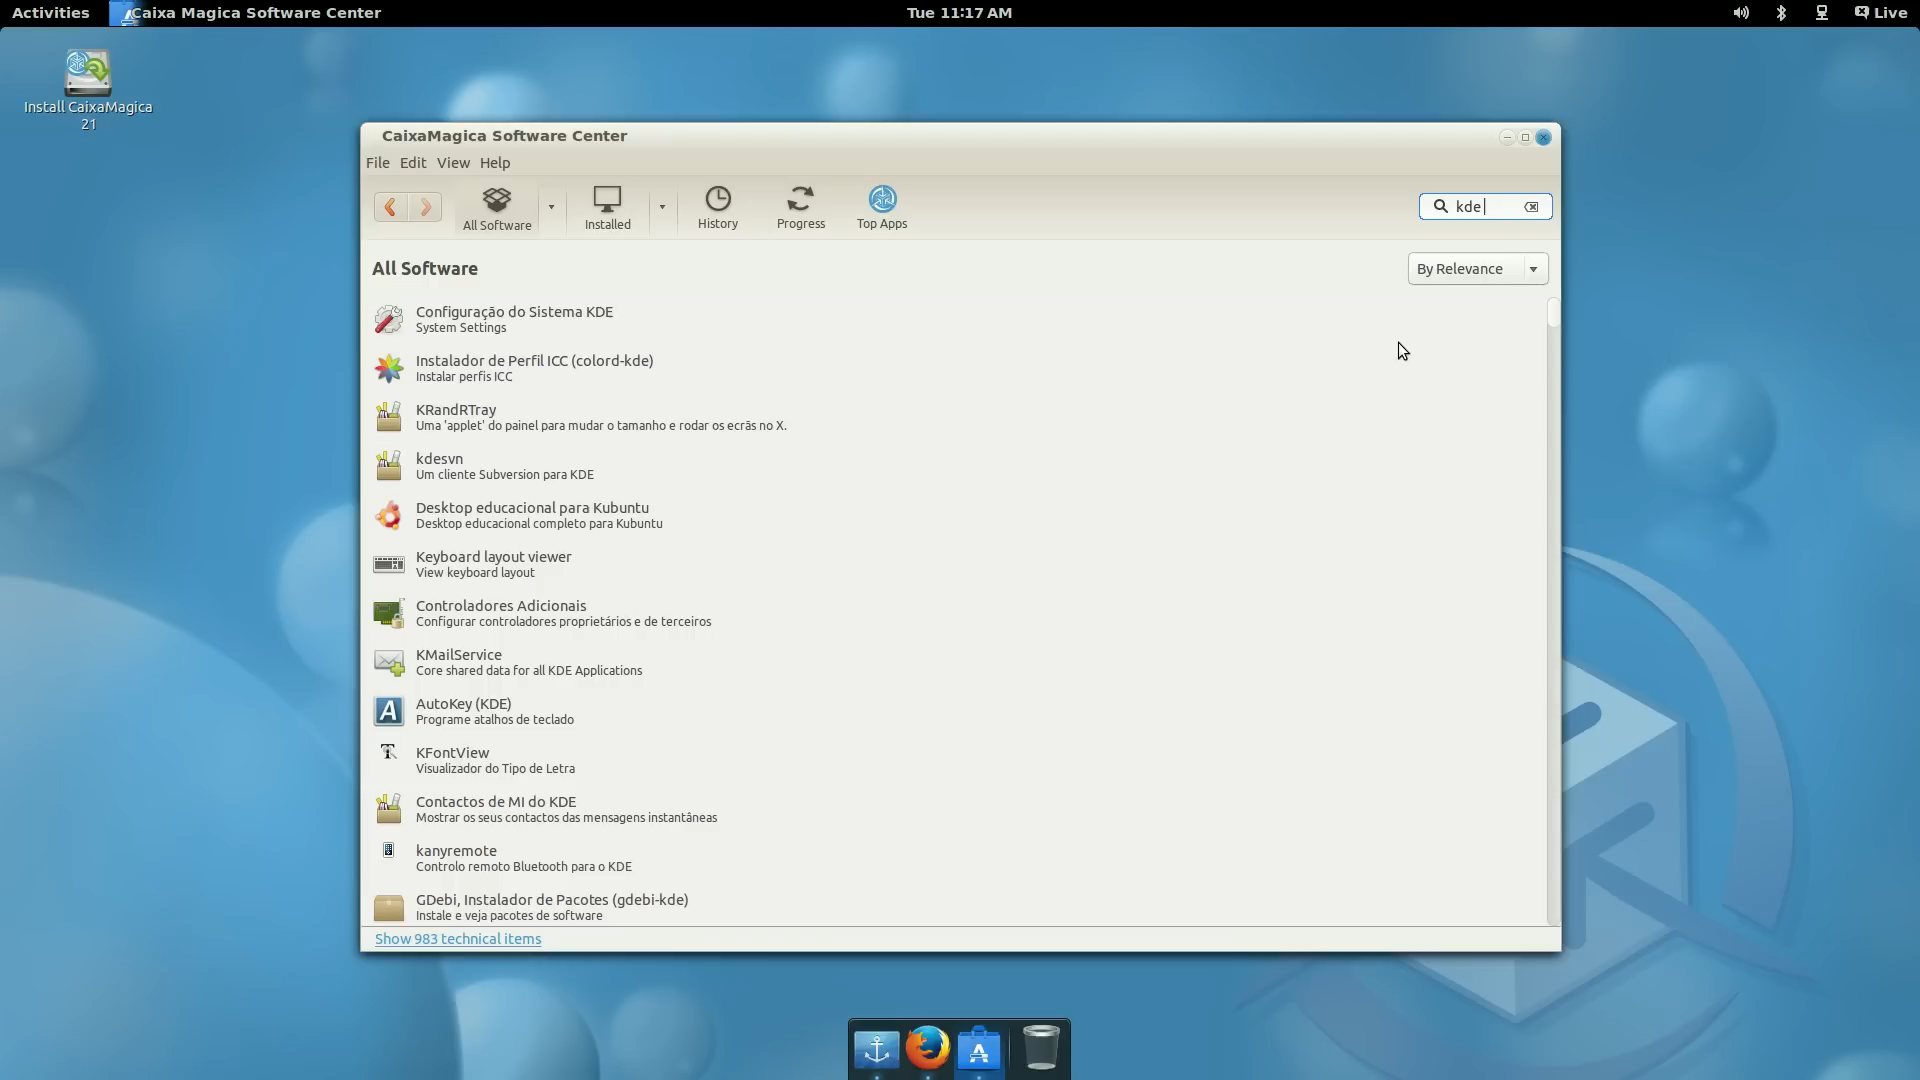 Activities
Caixa Magica Software Center
Tue 11:17 AM
Live
Install CaixaMagica
21
CaixaMagica Software Center
File Edit View Help
All Software
Installed
History
Progress
Top Apps
kde
All Software
By Relevance
Configuração do Sistema KDE
System Settings
Instalador de Perfil ICC (colord-kde)
Instalar perfis ICC
KRandRTray
Uma 'applet' do painel para mudar o tamanho e rodar os ecrãs no X.
kdesvn
Um cliente Subversion para KDE
Desktop educacional para Kubuntu
Desktop educacional completo para Kubuntu
Keyboard layout viewer
View keyboard layout
Controladores Adicionais
Configurar controladores proprietários e de terceiros
KMailService
Core shared data for all KDE Applications
AutoKey (KDE)
Programe atalhos de teclado
KFontView
Visualizador do Tipo de Letra
Contactos de MI do KDE
Mostrar os seus contactos das mensagens instantâneas
kanyremote
Controlo remoto Bluetooth para o KDE
GDebi, Instalador de Pacotes (gdebi-kde)
Instale e veja pacotes de software
Show 983 technical items